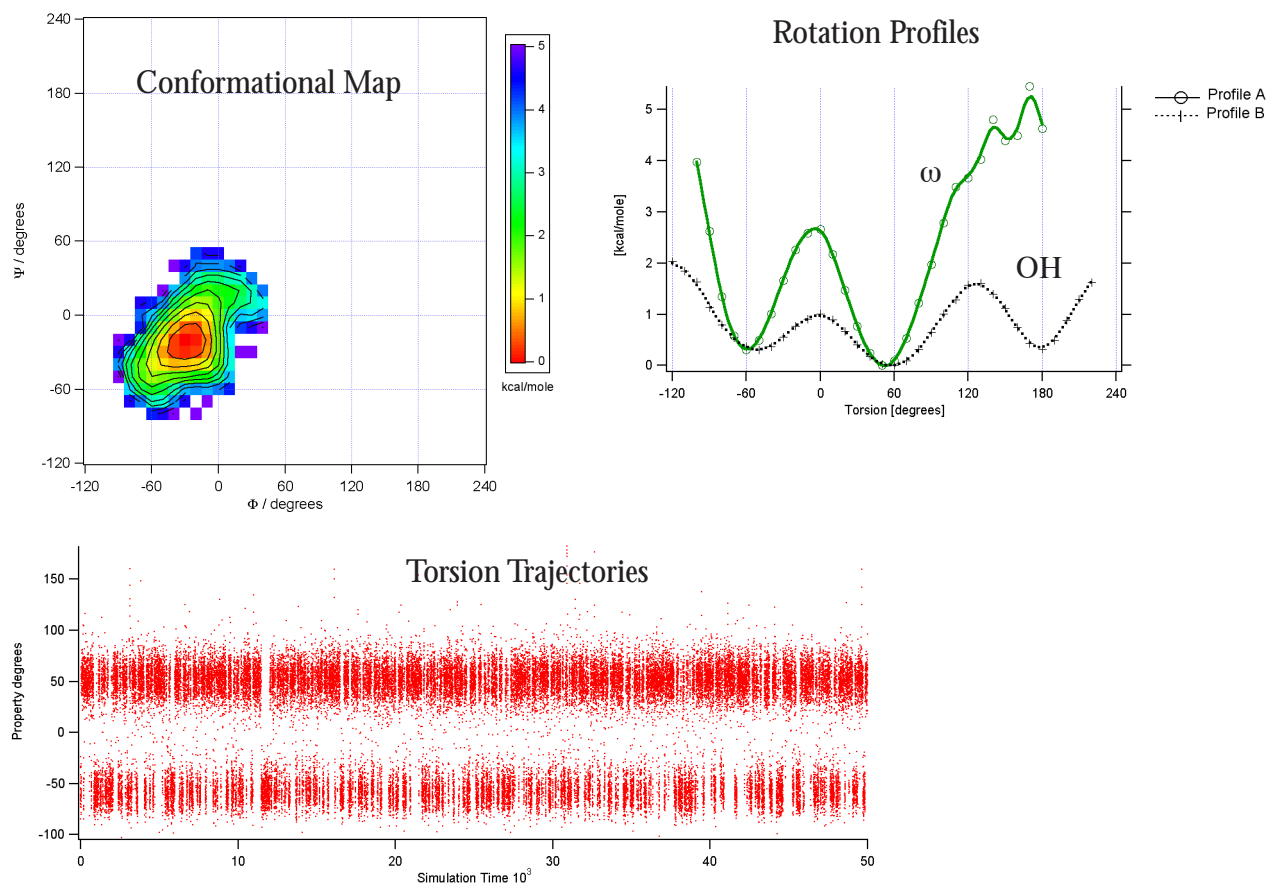 Conformational Map
240
180
120
60
0
-60
-120
Ψ / degrees
-120 -60 0 60 120 180 240
Φ / degrees
5
4
3
2
1
0
kcal/mole
Rotation Profiles
Profile A
Profile B
5
4
3
2
1
0
[kcal/mole]
ω
OH
-120 -60 0 60 120 180 240
Torsion [degrees]
Torsion Trajectories
150
100
50
0
-50
-100
Property degrees
0 10 20 30 40 50
Simulation Time 10³